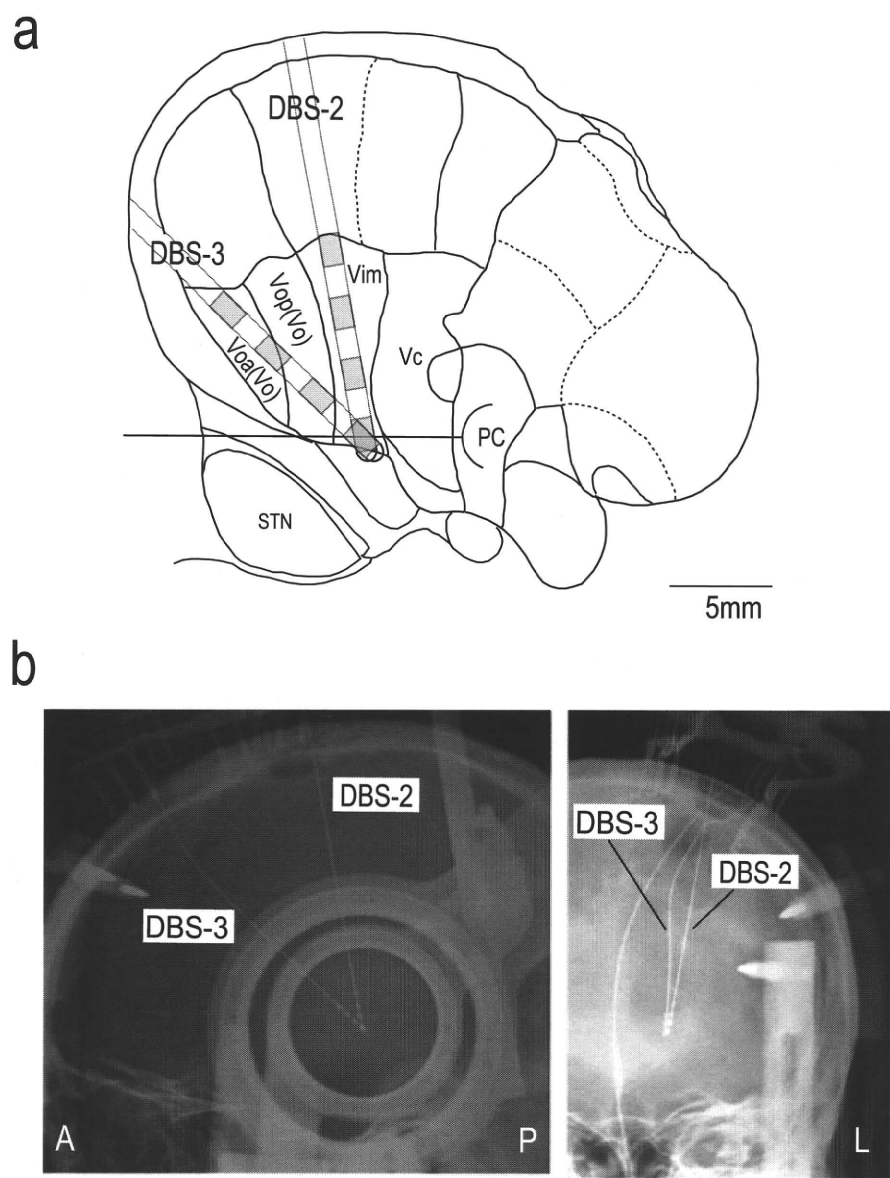 a
DBS-2
DBS-3
Vop(Vo)
Vim
Voa(Vo)
Vc
PC
STN
5mm
b
DBS-2
DBS-3
A
P
DBS-3
DBS-2
L